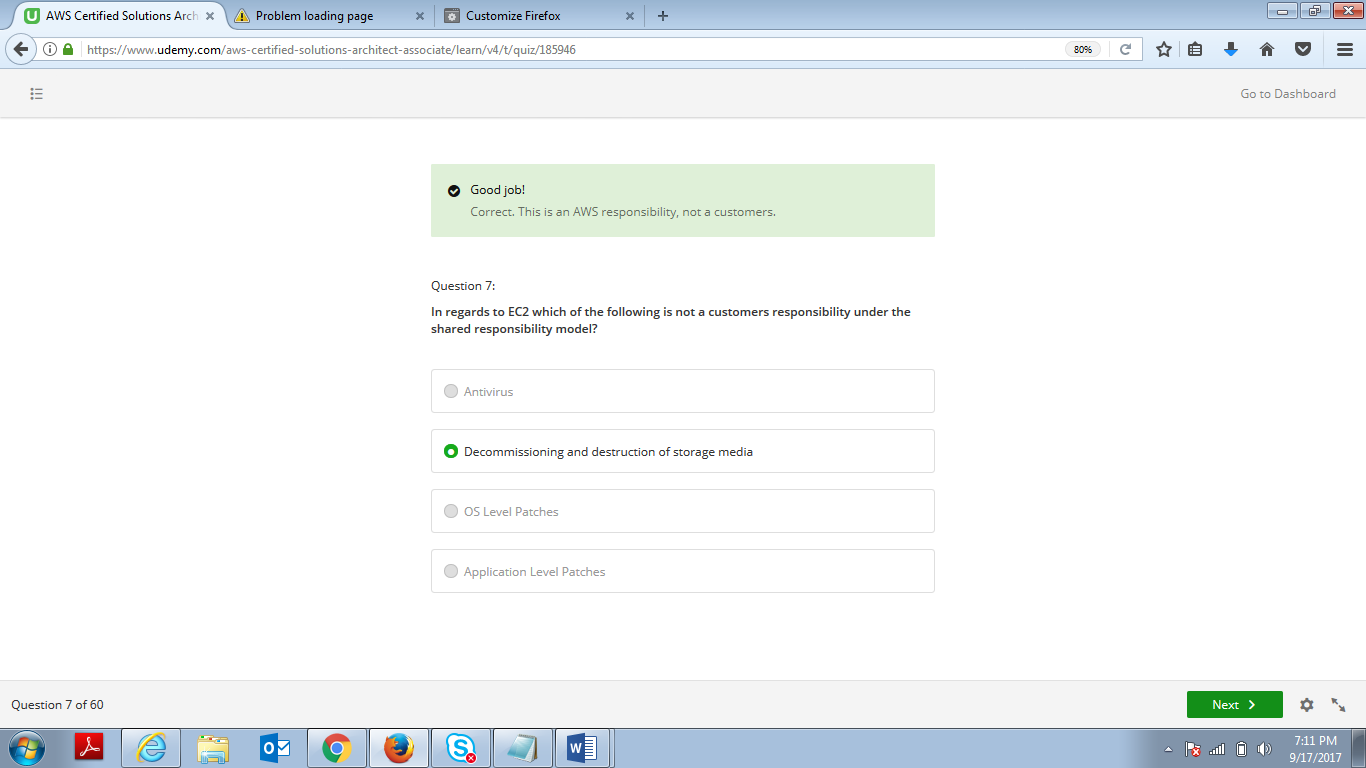 AWS Certified Solutions Arch
Problem loading page
Customize Firefox
https://www.udemy.com/aws-certified-solutions-architect-associate/learn/v4/t/quiz/185946
80%
Go to Dashboard
Good job!
Correct. This is an AWS responsibility, not a customers.
Question 7:
In regards to EC2 which of the following is not a customers responsibility under the
shared responsibility model?
Antivirus
Decommissioning and destruction of storage media
OS Level Patches
Application Level Patches
Question 7 of 60
Next
7:11 PM
9/17/2017